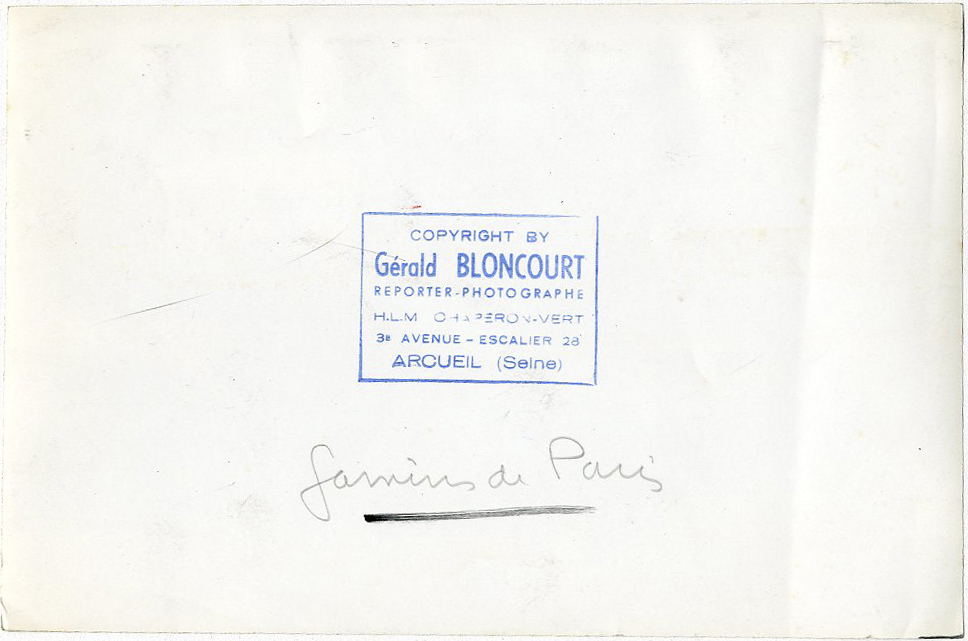 COPYRIGHT BY
Gérald BLONCOURT
REPORTER-PHOTOGRAPHE
H.L.M CHAPERON-VERT
3e AVENUE - ESCALIER 28
ARCUEIL (Seine)
Gamins de Paris